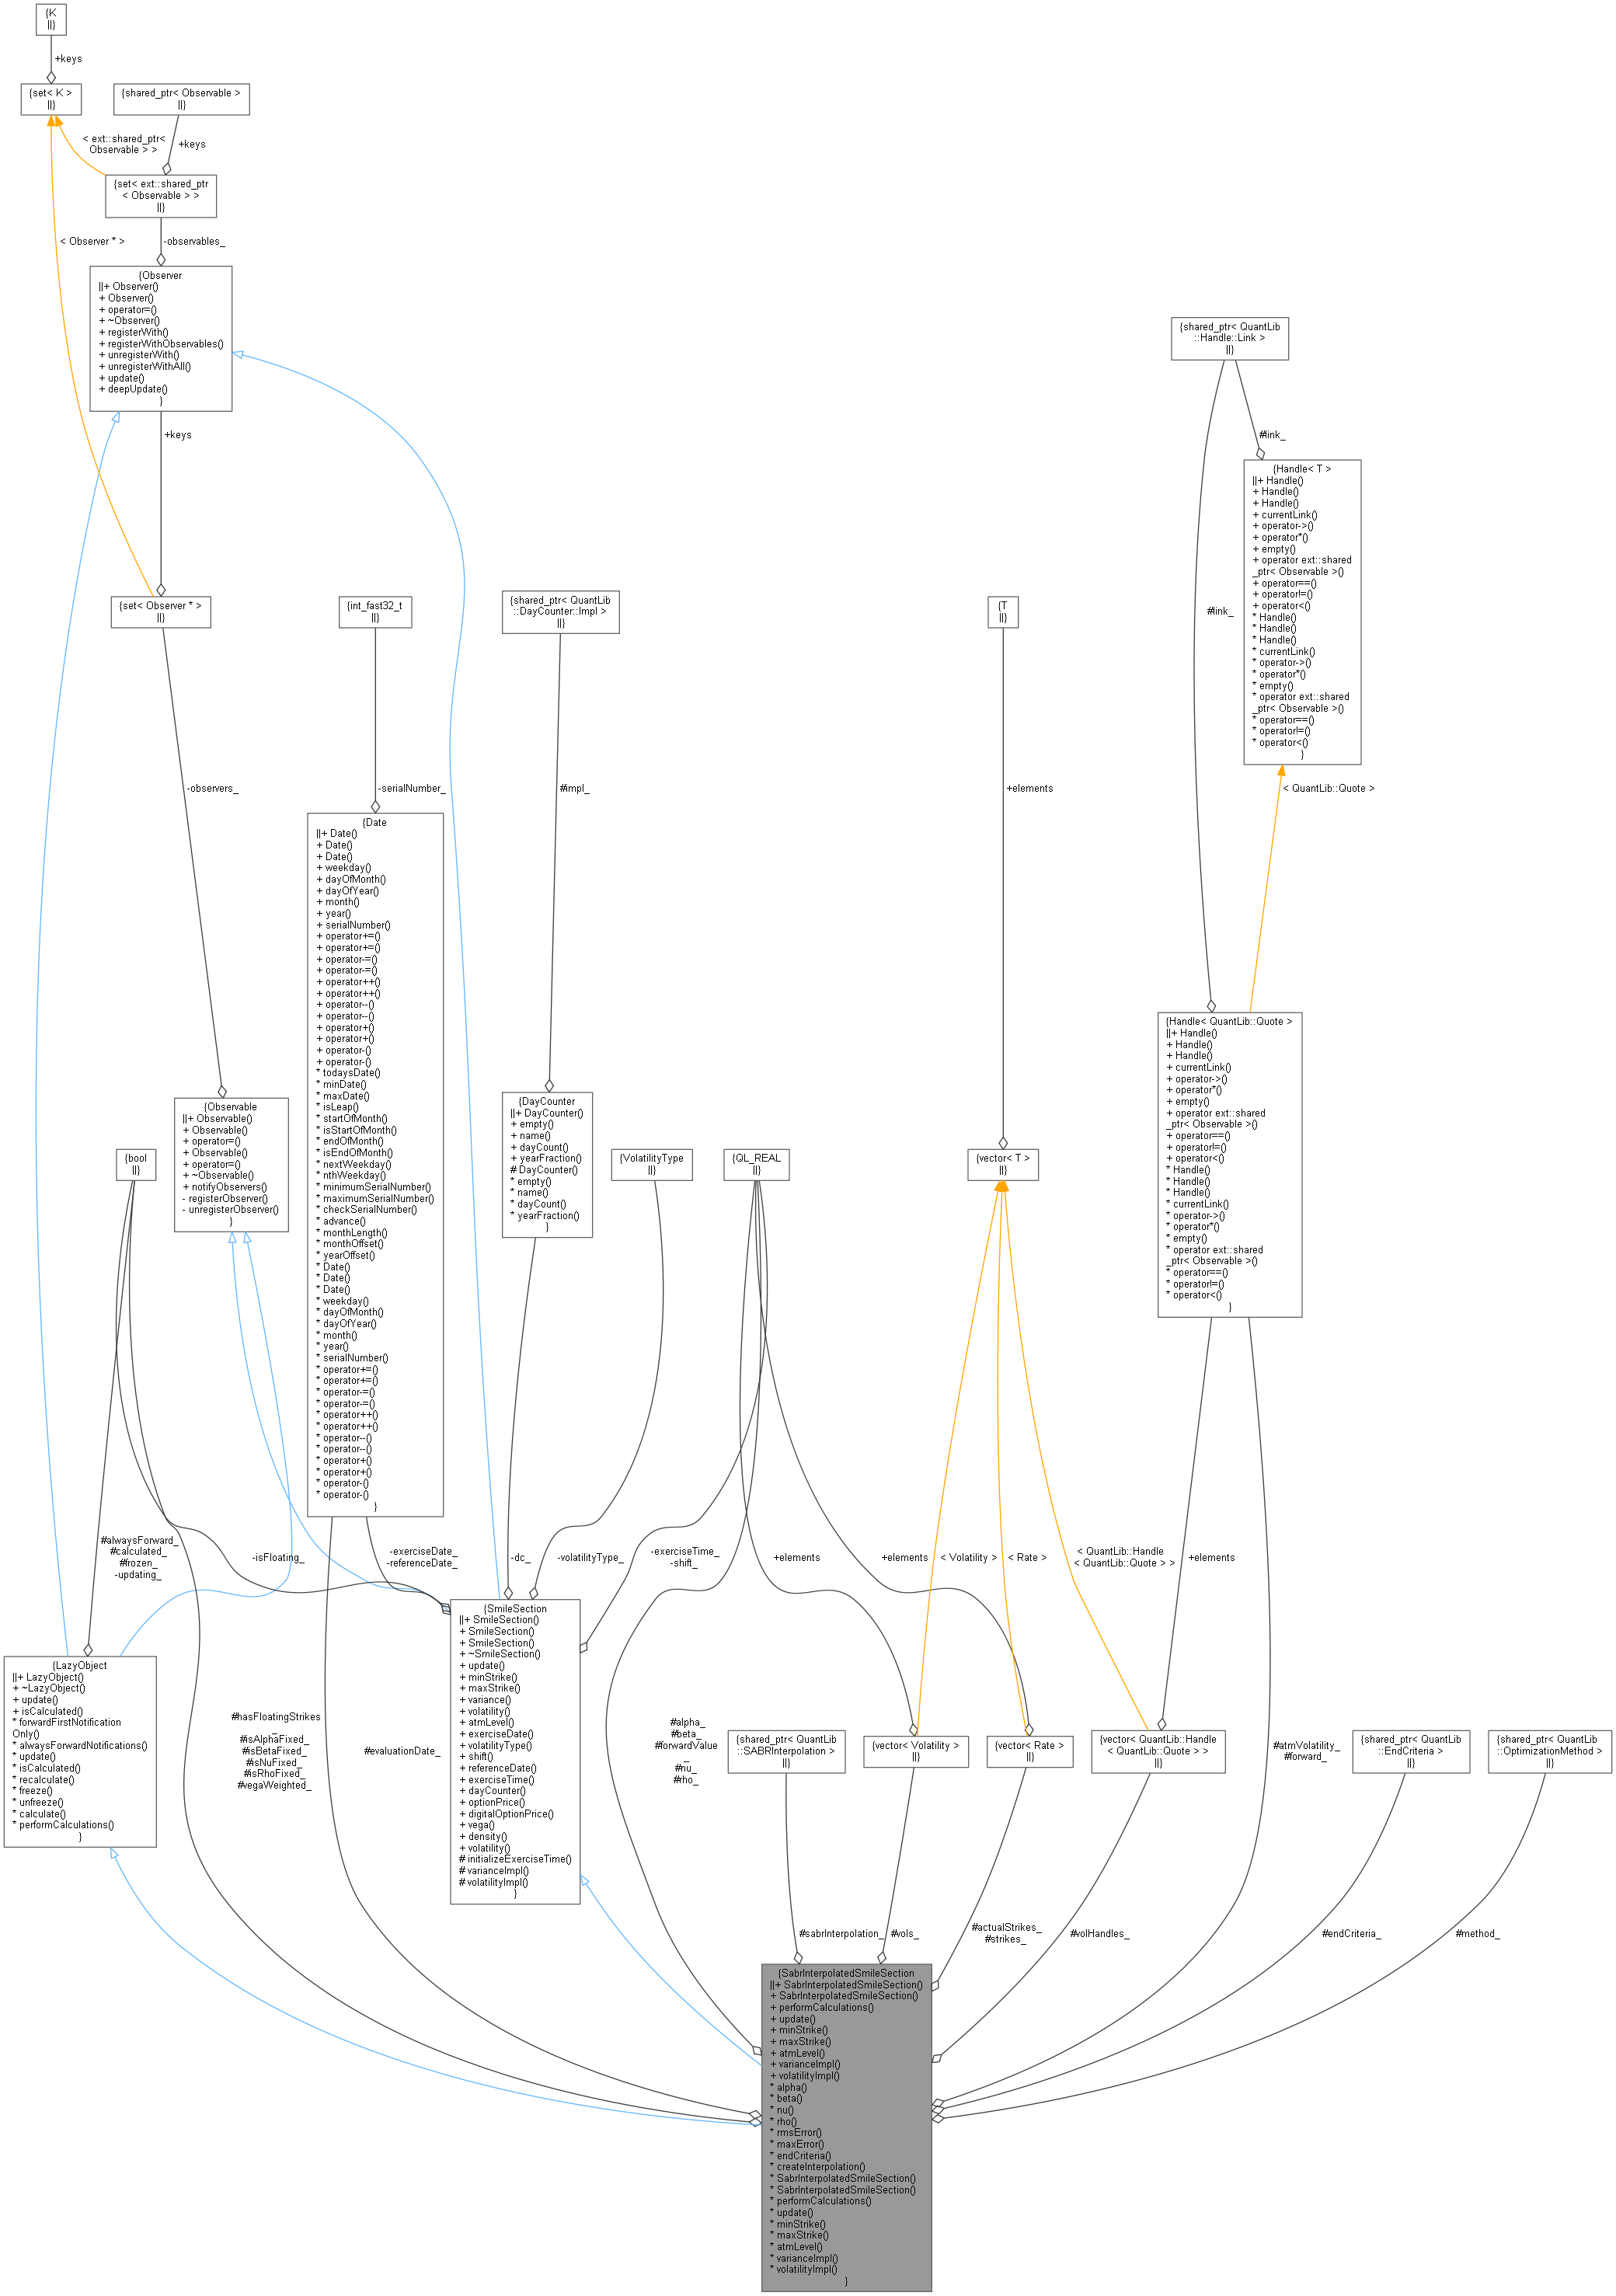 {K
||}
+keys
{set< K >
||}
{shared_ptr< Observable >
||}
< ext::shared_ptr<
Observable > >
+keys
{set< ext::shared_ptr
< Observable > >
||}
< Observer * >
-observables_
{Observer
||+ Observer()
+ Observer()
+ operator=()
+ ~Observer()
+ registerWith()
+ registerWithObservables()
+ unregisterWith()
+ unregisterWithAll()
+ update()
+ deepUpdate()
}
+keys
{shared_ptr< QuantLib
::Handle::Link >
||}
#link_
#link_
{Handle< T >
||+ Handle()
+ Handle()
+ Handle()
+ currentLink()
+ operator->()
+ operator*()
+ empty()
+ operator ext::shared
_ptr< Observable >()
+ operator==()
+ operator!=()
+ operator<()
* Handle()
* Handle()
* Handle()
* currentLink()
* operator->()
* operator*()
* empty()
* operator ext::shared
_ptr< Observable >()
* operator==()
* operator!=()
* operator<()
}
{set< Observer * >
||}
{int_fast32_t
||}
{shared_ptr< QuantLib
::DayCounter::Impl >
||}
{T
||}
-observers_
-serialNumber_
#impl_
+elements
< QuantLib::Quote >
{Date
||+ Date()
+ Date()
+ Date()
+ weekday()
+ dayOfMonth()
+ dayOfYear()
+ month()
+ year()
+ serialNumber()
+ operator+=()
+ operator+=()
+ operator-=()
+ operator-=()
+ operator++()
+ operator++()
+ operator--()
+ operator--()
+ operator+()
+ operator+()
+ operator-()
+ operator-()
* todaysDate()
* minDate()
* maxDate()
* isLeap()
* startOfMonth()
* isStartOfMonth()
* endOfMonth()
* isEndOfMonth()
* nextWeekday()
* nthWeekday()
* minimumSerialNumber()
* maximumSerialNumber()
* checkSerialNumber()
* advance()
* monthLength()
* monthOffset()
* yearOffset()
* Date()
* Date()
* Date()
* weekday()
* dayOfMonth()
* dayOfYear()
* month()
* year()
* serialNumber()
* operator+=()
* operator+=()
* operator-=()
* operator-=()
* operator++()
* operator++()
* operator--()
* operator--()
* operator+()
* operator+()
* operator-()
* operator-()
}
{Handle< QuantLib::Quote >
||+ Handle()
+ Handle()
+ Handle()
+ currentLink()
+ operator->()
+ operator*()
+ empty()
+ operator ext::shared
_ptr< Observable >()
+ operator==()
+ operator!=()
+ operator<()
* Handle()
* Handle()
* Handle()
* currentLink()
* operator->()
* operator*()
* empty()
* operator ext::shared
_ptr< Observable >()
* operator==()
* operator!=()
* operator<()
}
{Observable
||+ Observable()
+ Observable()
+ operator=()
+ Observable()
+ operator=()
+ ~Observable()
+ notifyObservers()
- registerObserver()
- unregisterObserver()
}
{DayCounter
||+ DayCounter()
+ empty()
+ name()
+ dayCount()
+ yearFraction()
# DayCounter()
* empty()
* name()
* dayCount()
* yearFraction()
}
{bool
||}
{VolatilityType
||}
{QL_REAL
||}
{vector< T >
||}
#alwaysForward_
#calculated_
#frozen_
-updating_
-isFloating_
-exerciseDate_
-referenceDate_
-dc_
-volatilityType_
-exerciseTime_
-shift_
+elements
+elements
< Volatility >
< Rate >
< QuantLib::Handle
< QuantLib::Quote > >
+elements
{LazyObject
||+ LazyObject()
+ ~LazyObject()
+ update()
+ isCalculated()
* forwardFirstNotification
Only()
* alwaysForwardNotifications()
* update()
* isCalculated()
* recalculate()
* freeze()
* unfreeze()
* calculate()
* performCalculations()
}
{SmileSection
||+ SmileSection()
+ SmileSection()
+ SmileSection()
+ ~SmileSection()
+ update()
+ minStrike()
+ maxStrike()
+ variance()
+ volatility()
+ atmLevel()
+ exerciseDate()
+ volatilityType()
+ shift()
+ referenceDate()
+ exerciseTime()
+ dayCounter()
+ optionPrice()
+ digitalOptionPrice()
+ vega()
+ density()
+ volatility()
# initializeExerciseTime()
# varianceImpl()
# volatilityImpl()
}
#hasFloatingStrikes
_
#isAlphaFixed_
#isBetaFixed_
#isNuFixed_
#isRhoFixed_
#vegaWeighted_
#evaluationDate_
#alpha_
#beta_
#forwardValue
_
#nu_
#rho_
{shared_ptr< QuantLib
::SABRInterpolation >
||}
{vector< Volatility >
||}
{vector< Rate >
||}
{vector< QuantLib::Handle
< QuantLib::Quote > >
||}
#atmVolatility_
#forward_
{shared_ptr< QuantLib
::EndCriteria >
||}
{shared_ptr< QuantLib
::OptimizationMethod >
||}
#sabrInterpolation_
#vols_
#actualStrikes_
#strikes_
#volHandles_
#endCriteria_
#method_
{SabrInterpolatedSmileSection
||+ SabrInterpolatedSmileSection()
+ SabrInterpolatedSmileSection()
+ performCalculations()
+ update()
+ minStrike()
+ maxStrike()
+ atmLevel()
+ varianceImpl()
+ volatilityImpl()
* alpha()
* beta()
* nu()
* rho()
* rmsError()
* maxError()
* endCriteria()
* createInterpolation()
* SabrInterpolatedSmileSection()
* SabrInterpolatedSmileSection()
* performCalculations()
* update()
* minStrike()
* maxStrike()
* atmLevel()
* varianceImpl()
* volatilityImpl()
}